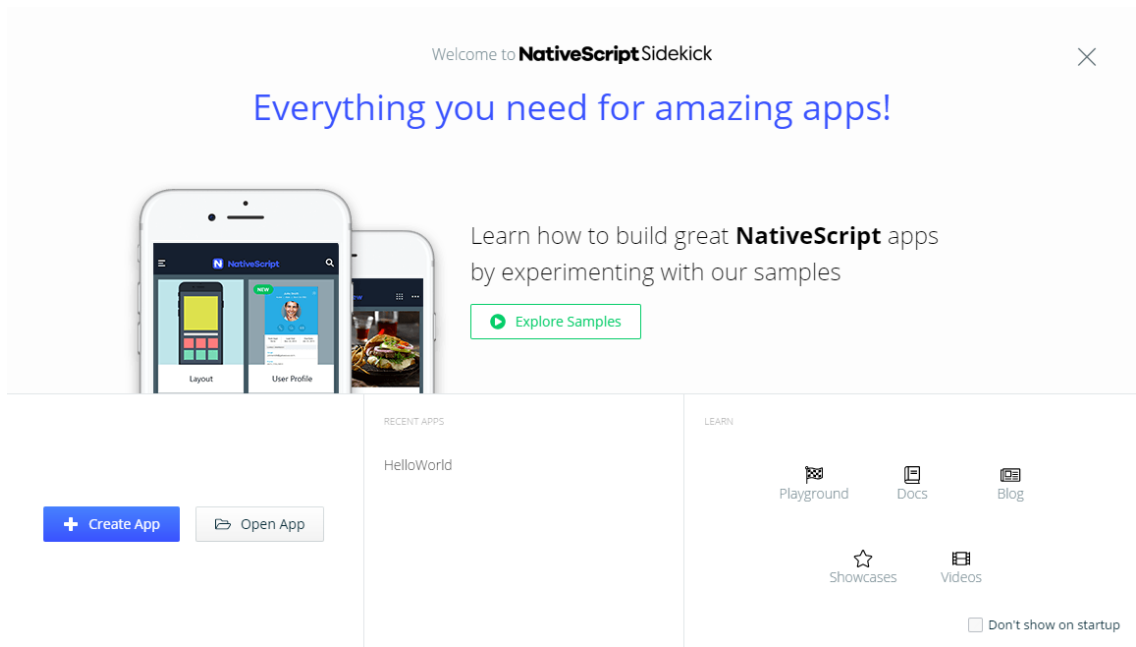 Welcome to NativeScript Sidekick
Everything you need for amazing apps!
NativeScript
NEW
Layout
User Profile
Learn how to build great NativeScript apps
by experimenting with our samples
Explore Samples
RECENT APPS
HelloWorld
LEARN
Playground
Docs
Blog
Create App
Open App
Showcases
Videos
Don't show on startup